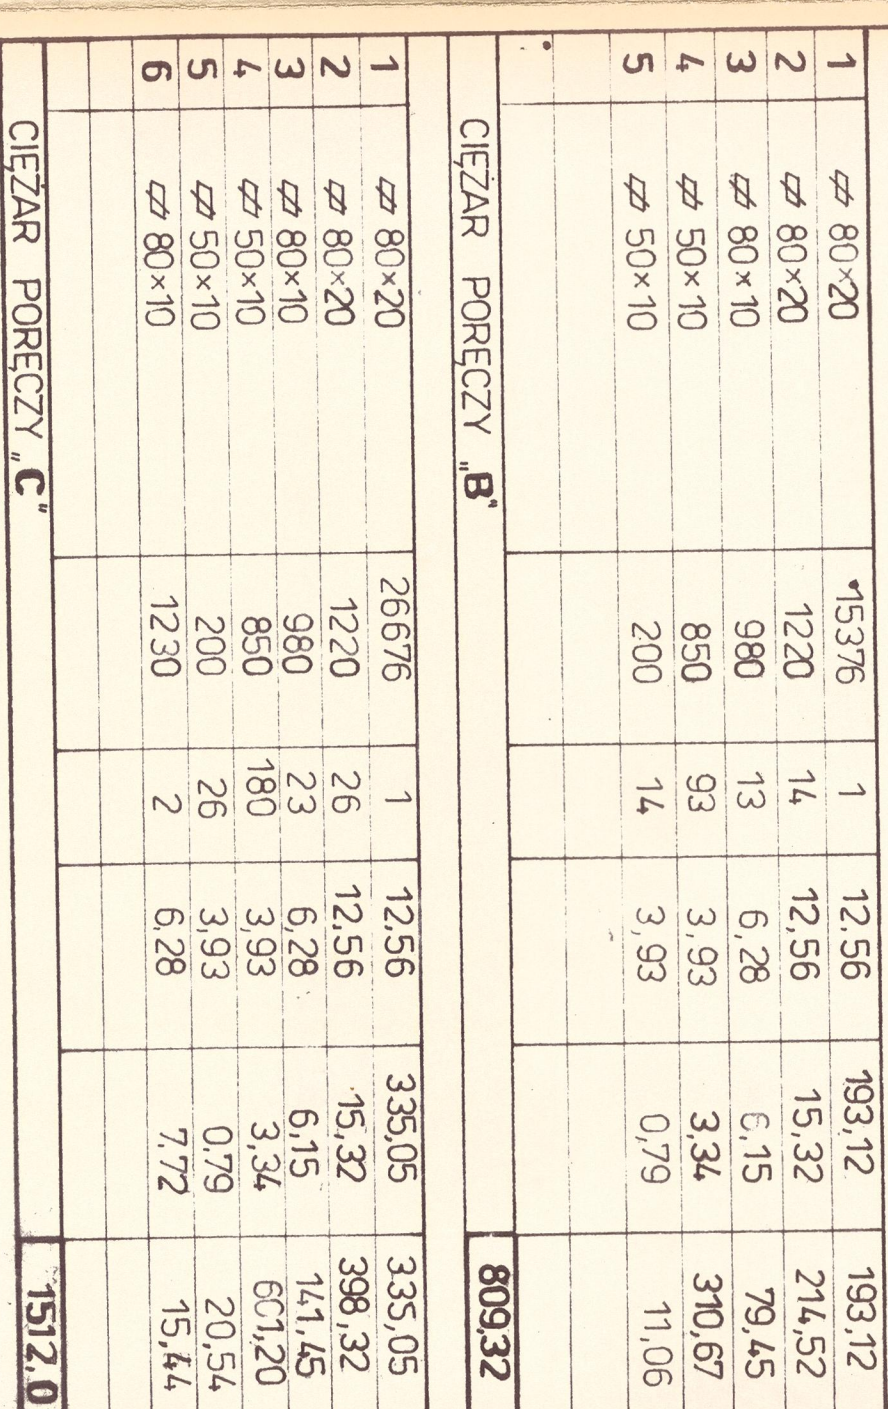 1 ▱ 80×20 15376 1 12,56 193,12 193,12
2 ▱ 80×20 1220 14 12,56 15,32 214,52
3 ▱ 80×10 980 13 6,28 6,15 79,45
4 ▱ 50×10 850 93 3,93 3,34 310,67
5 ▱ 50×10 200 14 3,93 0,79 11,06
CIĘŻAR PORĘCZY „B" 809,32
1 ▱ 80×20 26676 1 12,56 335,05 335,05
2 ▱ 80×20 1220 26 12,56 15,32 398,32
3 ▱ 80×10 980 23 6,28 6,15 141,45
4 ▱ 50×10 850 180 3,93 3,34 601,20
5 ▱ 50×10 200 26 3,93 0,79 20,54
6 ▱ 80×10 1230 2 6,28 7,72 15,44
CIĘŻAR PORĘCZY „C" 1512,0